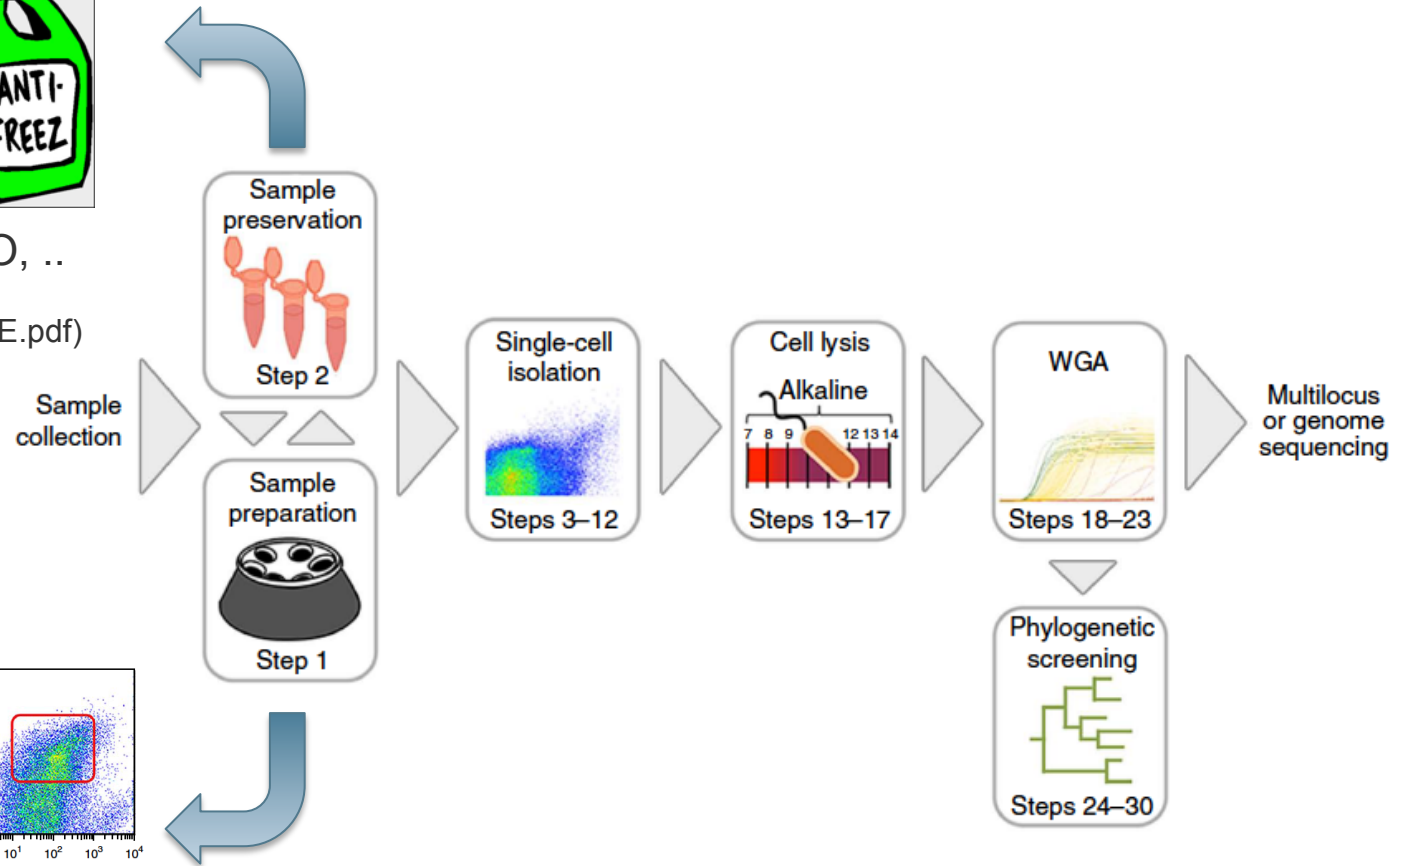 ANTI-
FREEZ
O, ..
E.pdf)
Sample
collection
Sample
preservation
Step 2
Sample
preparation
Step 1
Single-cell
isolation
Steps 3–12
Cell lysis
Alkaline
7 8 9 12 13 14
Steps 13–17
WGA
Steps 18–23
Multilocus
or genome
sequencing
Phylogenetic
screening
Steps 24–30
10¹ 10² 10³ 10⁴